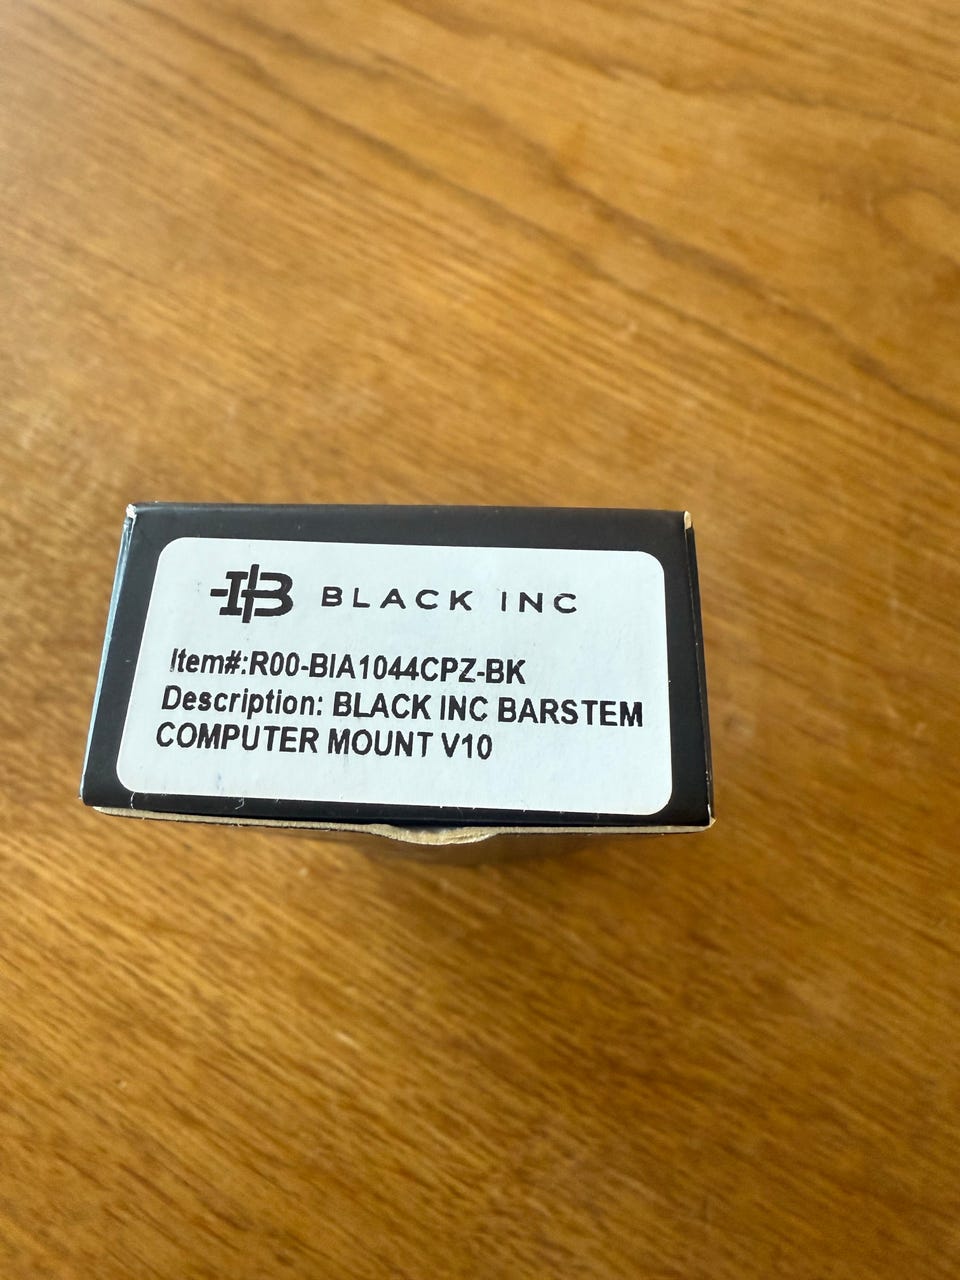 BLACK INC
Item#:R00-BIA1044CPZ-BK
Description: BLACK INC BARSTEM
COMPUTER MOUNT V10